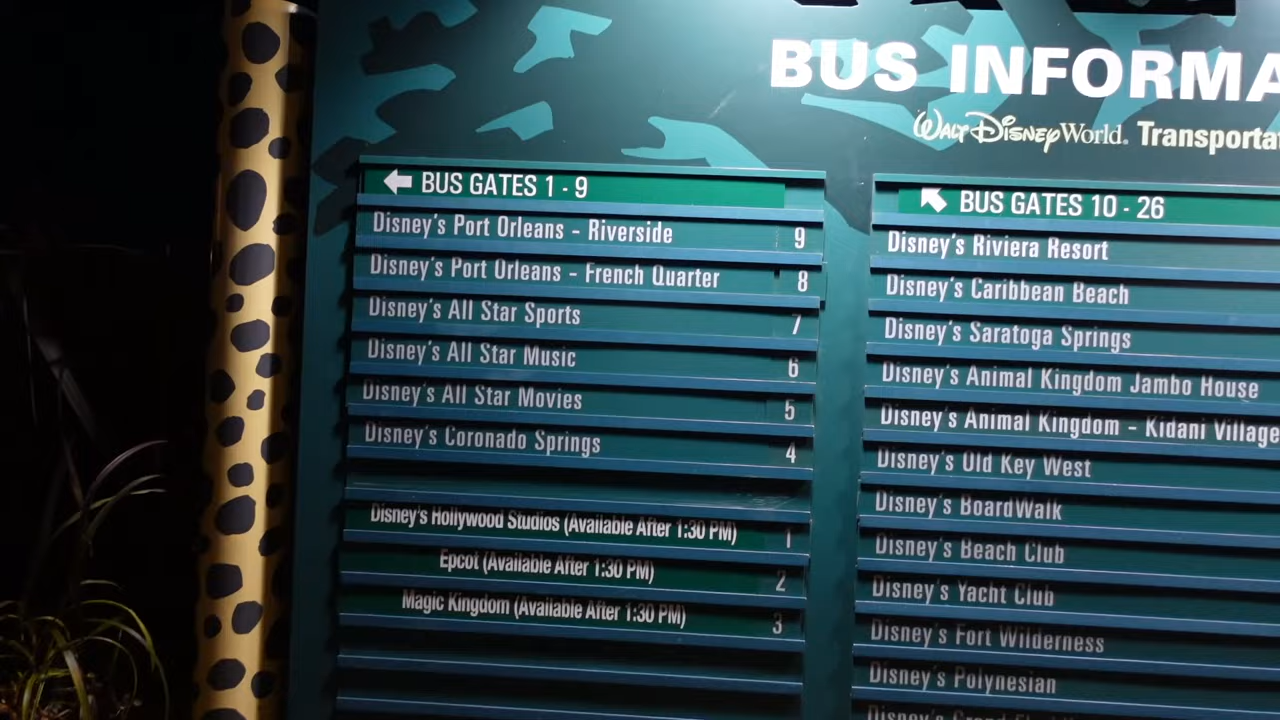 BUS INFORMA
Walt Disney World. Transporta
BUS GATES 1 - 9
Disney's Port Orleans - Riverside 9
Disney's Port Orleans - French Quarter 8
Disney's All Star Sports 7
Disney's All Star Music 6
Disney's All Star Movies 5
Disney's Coronado Springs 4
Disney's Hollywood Studios (Available After 1:30 PM) 1
Epcot (Available After 1:30 PM) 2
Magic Kingdom (Available After 1:30 PM) 3
BUS GATES 10 - 26
Disney's Riviera Resort
Disney's Caribbean Beach
Disney's Saratoga Springs
Disney's Animal Kingdom Jambo House
Disney's Animal Kingdom - Kidani Village
Disney's Old Key West
Disney's BoardWalk
Disney's Beach Club
Disney's Yacht Club
Disney's Fort Wilderness
Disney's Polynesian